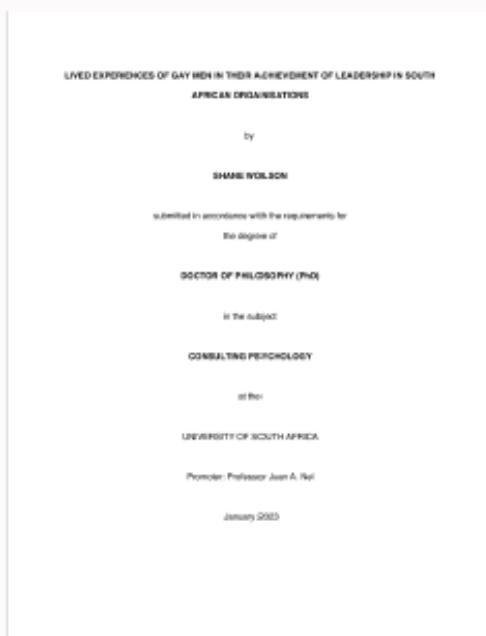 LIVED EXPERIENCES OF GAY MEN IN THEIR ACHIEVEMENT OF LEADERSHIP IN SOUTH
AFRICAN ORGANISATIONS
by
SHANE
submitted in accordance with the requirements for
the degree of
DOCTOR OF PHILOSOPHY (PhD)
in the subject
CONSULTING PSYCHOLOGY
at the
UNIVERSITY OF SOUTH AFRICA
Promoter: Professor Juan A. Nel
January 2023